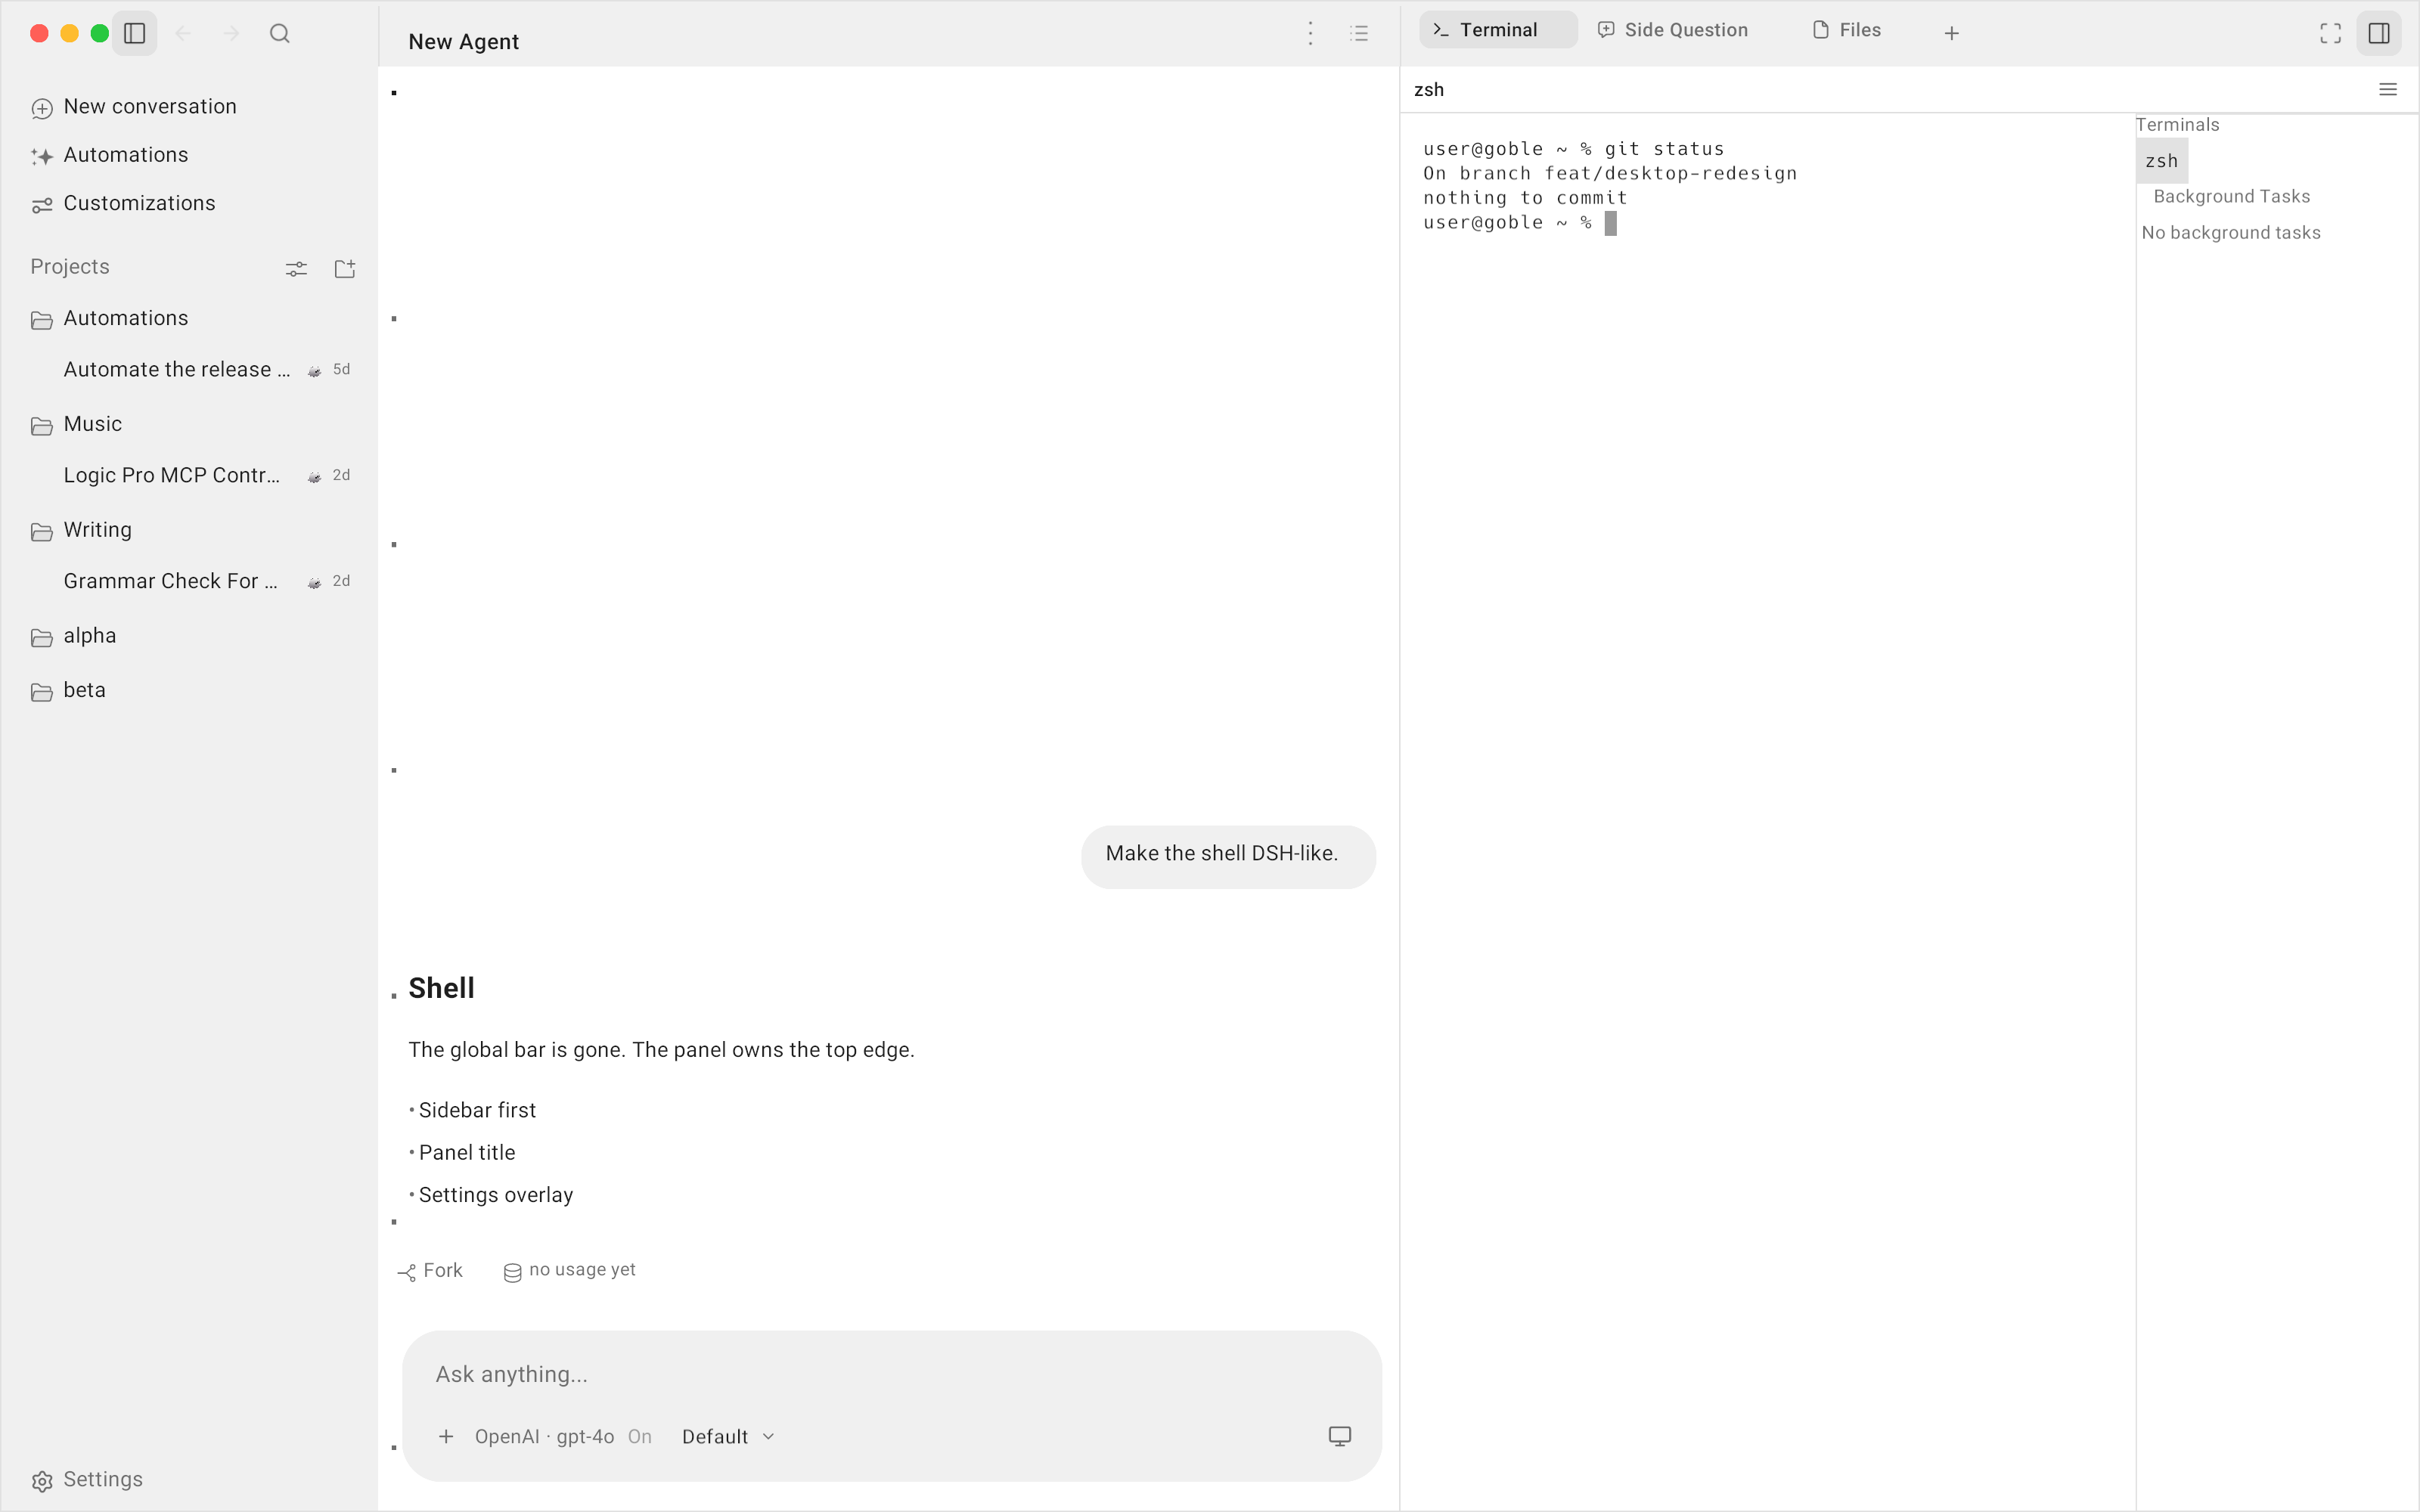 New conversation
Automations
Customizations
Projects
Automations
Automate the release ... 5d
Music
Logic Pro MCP Contr... 2d
Writing
Grammar Check For ... 2d
alpha
beta
Settings
New Agent
Make the shell DSH-like.
Shell
The global bar is gone. The panel owns the top edge.
• Sidebar first
• Panel title
• Settings overlay
Fork no usage yet
Ask anything...
OpenAI · gpt-4o On Default
Terminal Side Question Files
zsh
user@goble ~ % git status
On branch feat/desktop-redesign
nothing to commit
user@goble ~ %
Terminals
zsh
Background Tasks
No background tasks